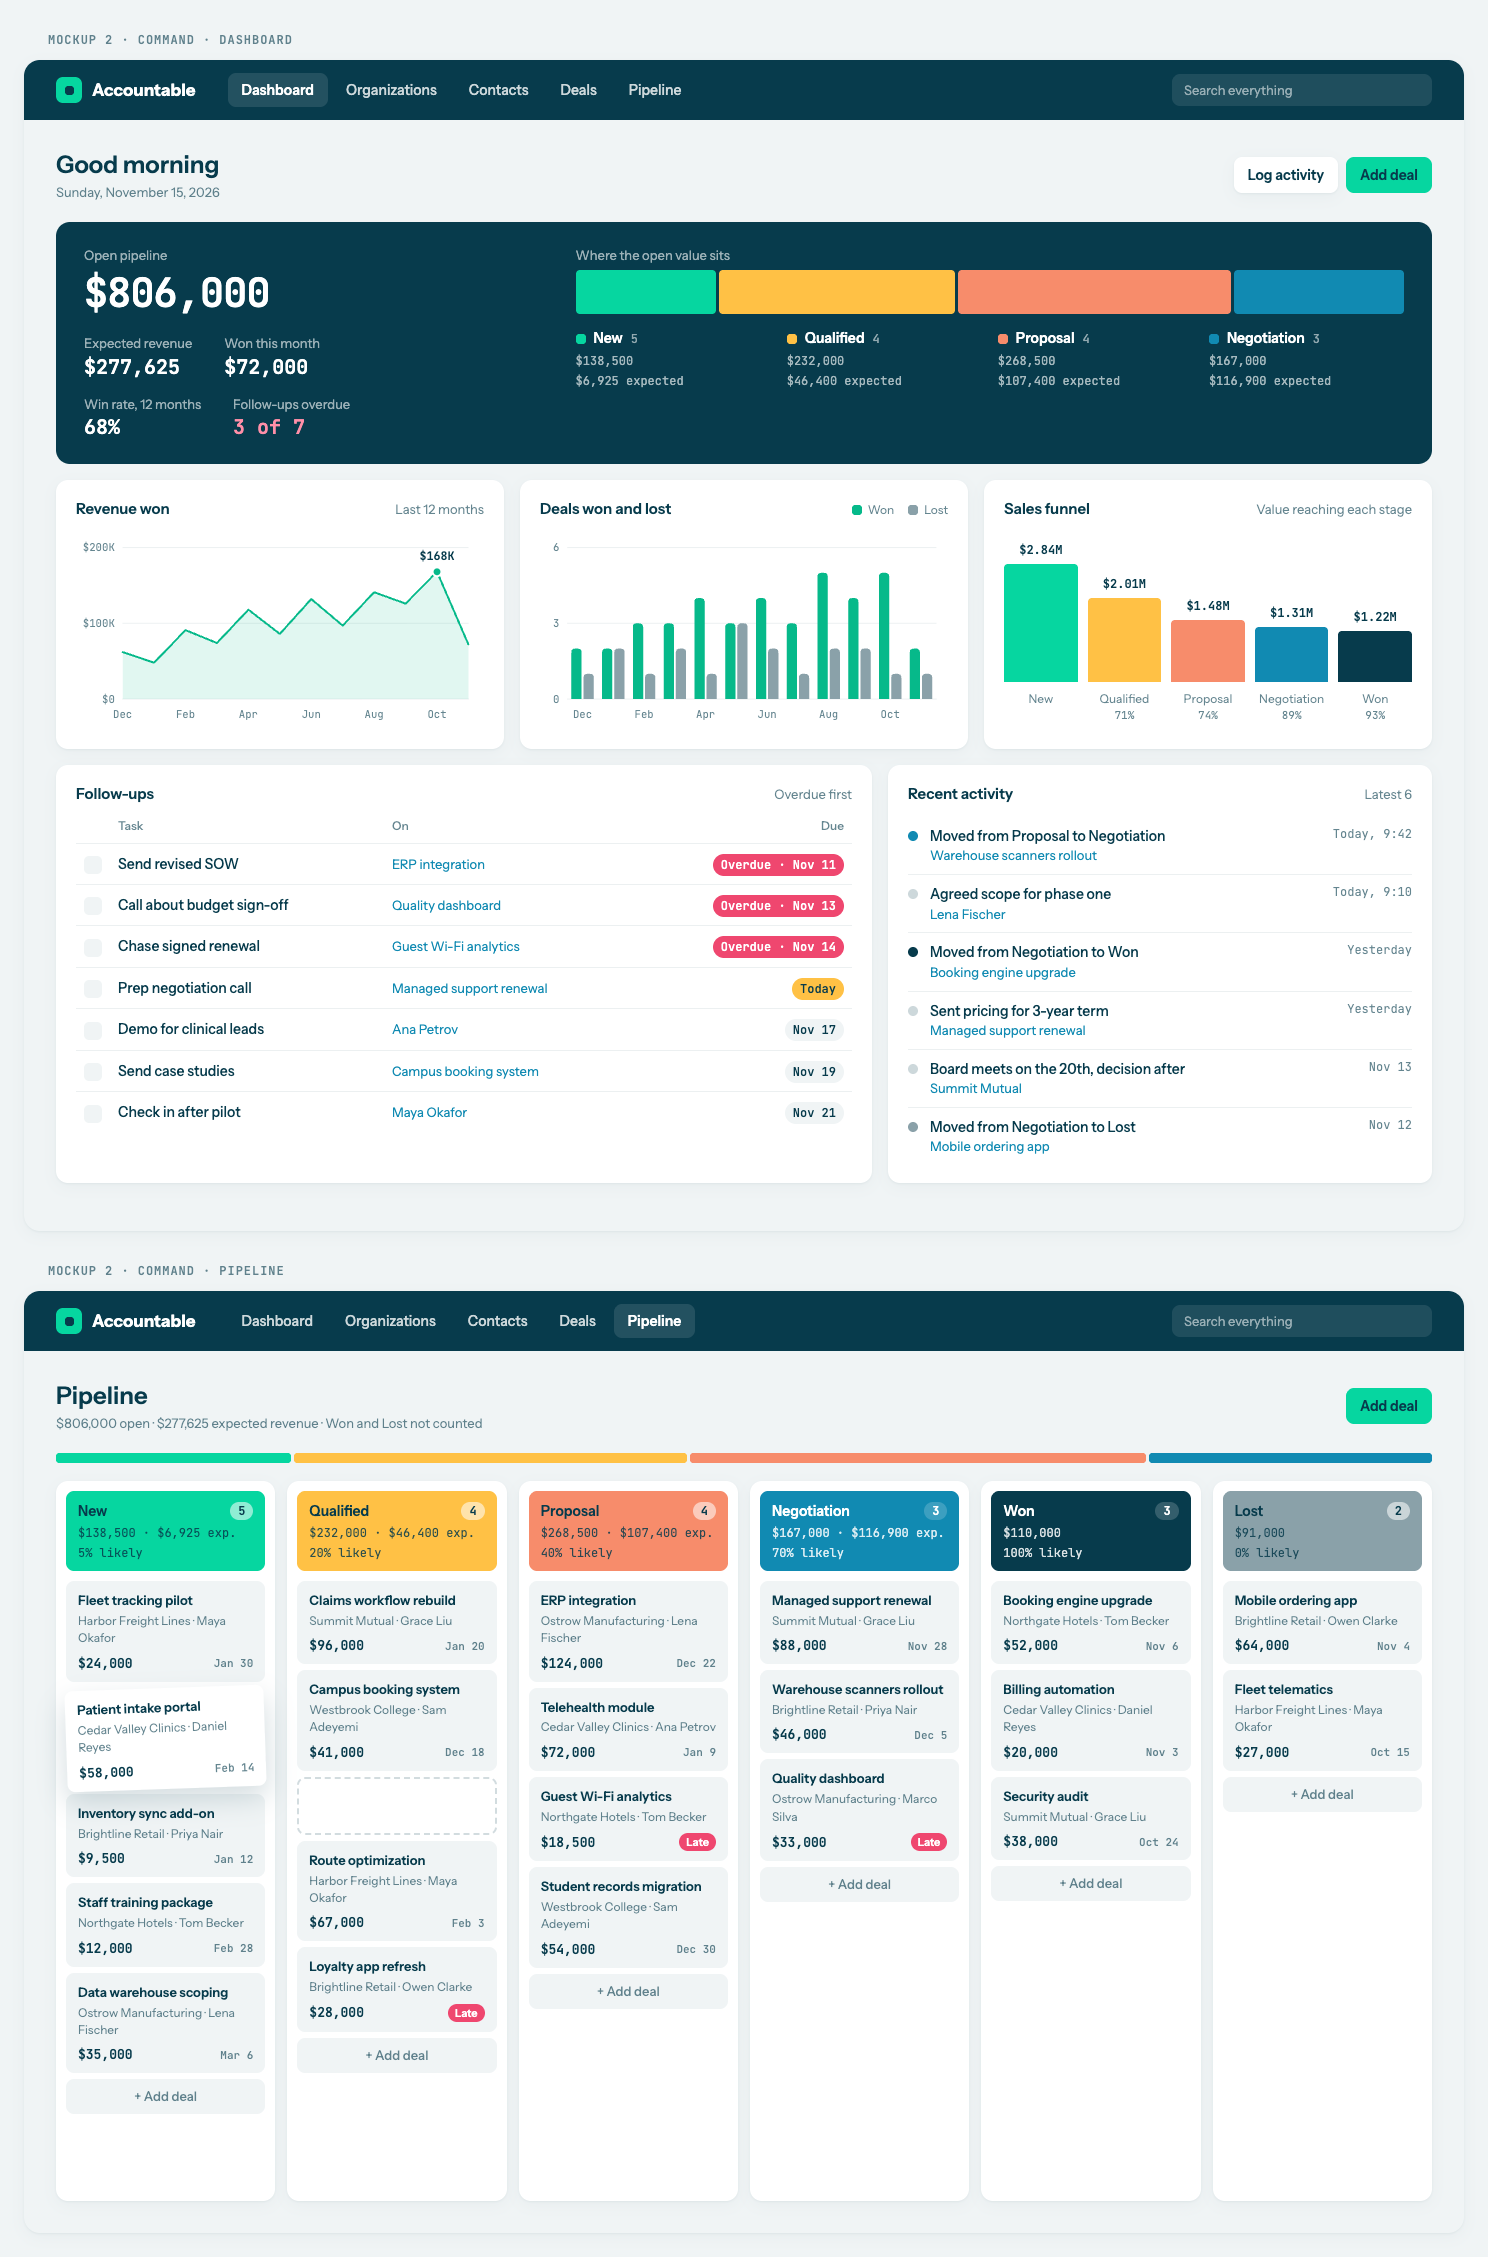 MOCKUP 2 · COMMAND · DASHBOARD
Accountable
Dashboard
Organizations
Contacts
Deals
Pipeline
Search everything
Good morning
Sunday, November 15, 2026
Log activity
Add deal
Open pipeline
$806,000
Expected revenue
$277,625
Won this month
$72,000
Win rate, 12 months
68%
Follow-ups overdue
3 of 7
Where the open value sits
New 5
$138,500
$6,925 expected
Qualified 4
$232,000
$46,400 expected
Proposal 4
$268,500
$107,400 expected
Negotiation 3
$167,000
$116,900 expected
Revenue won
Last 12 months
$200K
$168K
$100K
$0
Dec Feb Apr Jun Aug Oct
Deals won and lost
Won Lost
6
3
0
Dec Feb Apr Jun Aug Oct
Sales funnel
Value reaching each stage
$2.84M
$2.01M
$1.48M
$1.31M
$1.22M
New Qualified Proposal Negotiation Won
71% 74% 89% 93%
Follow-ups
Overdue first
Task On Due
Send revised SOW ERP integration Overdue · Nov 11
Call about budget sign-off Quality dashboard Overdue · Nov 13
Chase signed renewal Guest Wi-Fi analytics Overdue · Nov 14
Prep negotiation call Managed support renewal Today
Demo for clinical leads Ana Petrov Nov 17
Send case studies Campus booking system Nov 19
Check in after pilot Maya Okafor Nov 21
Recent activity
Latest 6
Moved from Proposal to Negotiation Today, 9:42
Warehouse scanners rollout
Agreed scope for phase one Today, 9:10
Lena Fischer
Moved from Negotiation to Won Yesterday
Booking engine upgrade
Sent pricing for 3-year term Yesterday
Managed support renewal
Board meets on the 20th, decision after Nov 13
Summit Mutual
Moved from Negotiation to Lost Nov 12
Mobile ordering app
MOCKUP 2 · COMMAND · PIPELINE
Accountable
Dashboard
Organizations
Contacts
Deals
Pipeline
Search everything
Pipeline
$806,000 open · $277,625 expected revenue · Won and Lost not counted
Add deal
New 5
$138,500 · $6,925 exp.
5% likely
Fleet tracking pilot
Harbor Freight Lines · Maya
Okafor
$24,000 Jan 30
Patient intake portal
Cedar Valley Clinics · Daniel
Reyes
$58,000 Feb 14
Inventory sync add-on
Brightline Retail · Priya Nair
$9,500 Jan 12
Staff training package
Northgate Hotels · Tom Becker
$12,000 Feb 28
Data warehouse scoping
Ostrow Manufacturing · Lena
Fischer
$35,000 Mar 6
+ Add deal
Qualified 4
$232,000 · $46,400 exp.
20% likely
Claims workflow rebuild
Summit Mutual · Grace Liu
$96,000 Jan 20
Campus booking system
Westbrook College · Sam
Adeyemi
$41,000 Dec 18
Route optimization
Harbor Freight Lines · Maya
Okafor
$67,000 Feb 3
Loyalty app refresh
Brightline Retail · Owen Clarke
$28,000 Late
+ Add deal
Proposal 4
$268,500 · $107,400 exp.
40% likely
ERP integration
Ostrow Manufacturing · Lena
Fischer
$124,000 Dec 22
Telehealth module
Cedar Valley Clinics · Ana Petrov
$72,000 Jan 9
Guest Wi-Fi analytics
Northgate Hotels · Tom Becker
$18,500 Late
Student records migration
Westbrook College · Sam
Adeyemi
$54,000 Dec 30
+ Add deal
Negotiation 3
$167,000 · $116,900 exp.
70% likely
Managed support renewal
Summit Mutual · Grace Liu
$88,000 Nov 28
Warehouse scanners rollout
Brightline Retail · Priya Nair
$46,000 Dec 5
Quality dashboard
Ostrow Manufacturing · Marco
Silva
$33,000 Late
+ Add deal
Won 3
$110,000
100% likely
Booking engine upgrade
Northgate Hotels · Tom Becker
$52,000 Nov 6
Billing automation
Cedar Valley Clinics · Daniel
Reyes
$20,000 Nov 3
Security audit
Summit Mutual · Grace Liu
$38,000 Oct 24
+ Add deal
Lost 2
$91,000
0% likely
Mobile ordering app
Brightline Retail · Owen Clarke
$64,000 Nov 4
Fleet telematics
Harbor Freight Lines · Maya
Okafor
$27,000 Oct 15
+ Add deal